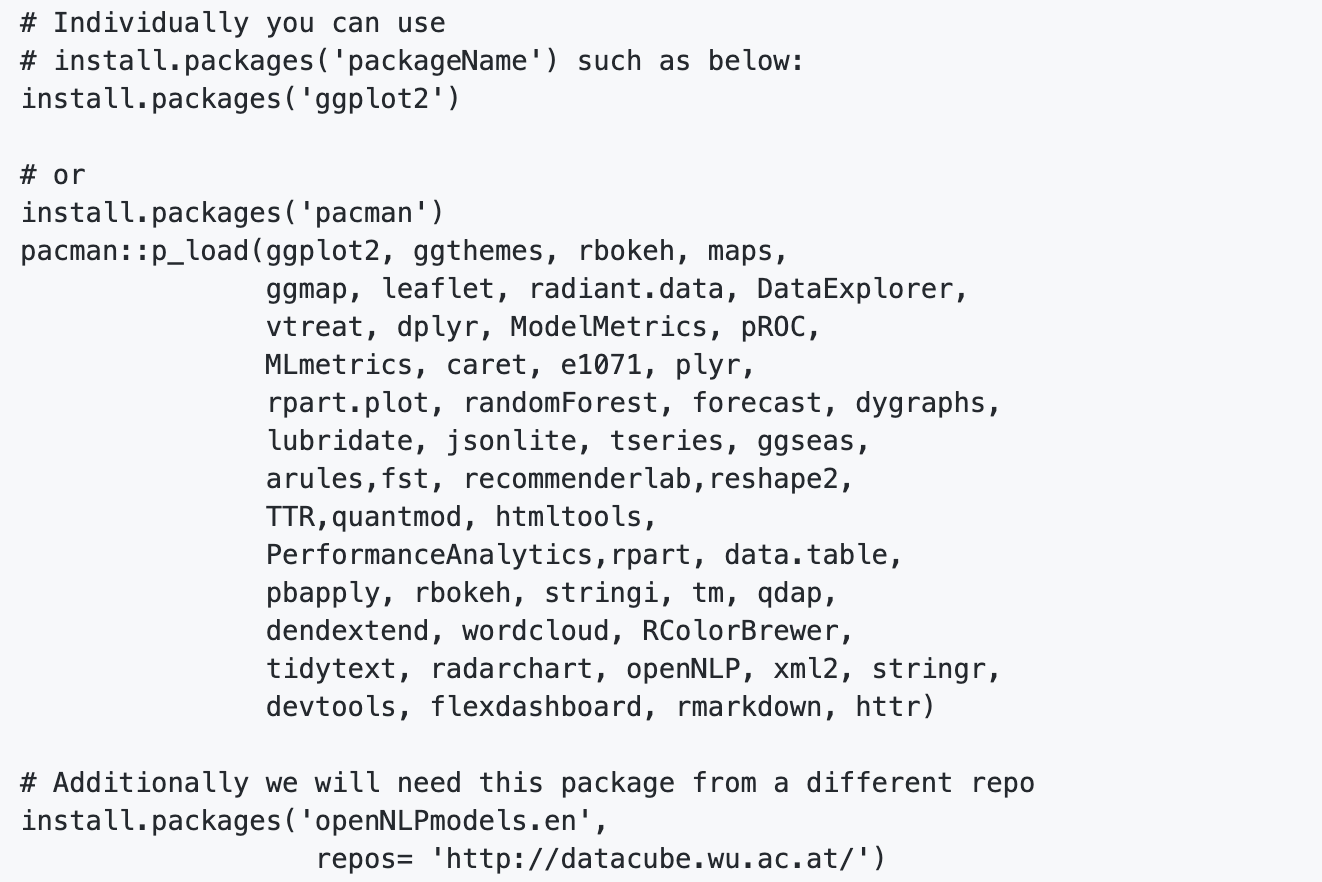 # Individually you can use
# install.packages('packageName') such as below:
install.packages('ggplot2')

# or
install.packages('pacman')
pacman::p_load(ggplot2, ggthemes, rbokeh, maps,
               ggmap, leaflet, radiant.data, DataExplorer,
               vtreat, dplyr, ModelMetrics, pROC,
               MLmetrics, caret, e1071, plyr,
               rpart.plot, randomForest, forecast, dygraphs,
               lubridate, jsonlite, tseries, ggseas,
               arules,fst, recommenderlab,reshape2,
               TTR,quantmod, htmltools,
               PerformanceAnalytics,rpart, data.table,
               pbapply, rbokeh, stringi, tm, qdap,
               dendextend, wordcloud, RColorBrewer,
               tidytext, radarchart, openNLP, xml2, stringr,
               devtools, flexdashboard, rmarkdown, httr)

# Additionally we will need this package from a different repo
install.packages('openNLPmodels.en',
                  repos= 'http://datacube.wu.ac.at/')